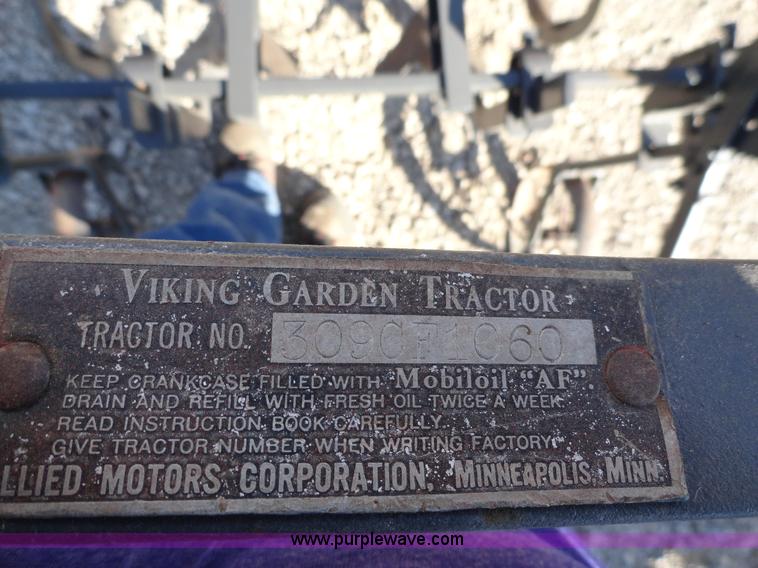 VIKING GARDEN TRACTOR
TRACTOR NO. 309CF1C60
KEEP CRANKCASE FILLED WITH Mobiloil "AF".
DRAIN AND REFILL WITH FRESH OIL TWICE A WEEK
READ INSTRUCTION BOOK CAREFULLY.
GIVE TRACTOR NUMBER WHEN WRITING FACTORY.
LLIED MOTORS CORPORATION, MINNEAPOLIS MINN.
www.purplewave.com